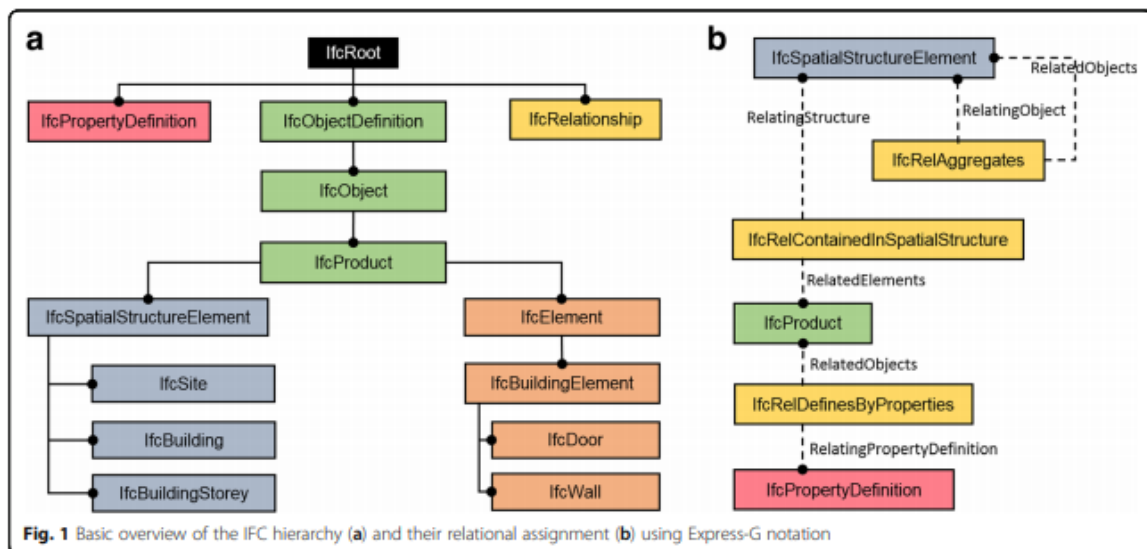 a
IfcRoot
IfcPropertyDefinition
IfcObjectDefinition
IfcRelationship
IfcObject
IfcProduct
IfcSpatialStructureElement
IfcElement
IfcSite
IfcBuildingElement
IfcBuilding
IfcDoor
IfcBuildingStorey
IfcWall
b
IfcSpatialStructureElement
RelatedObjects
RelatingStructure
RelatingObject
IfcRelAggregates
IfcRelContainedInSpatialStructure
RelatedElements
IfcProduct
RelatedObjects
IfcRelDefinesByProperties
RelatingPropertyDefinition
IfcPropertyDefinition
Fig. 1 Basic overview of the IFC hierarchy (a) and their relational assignment (b) using Express-G notation